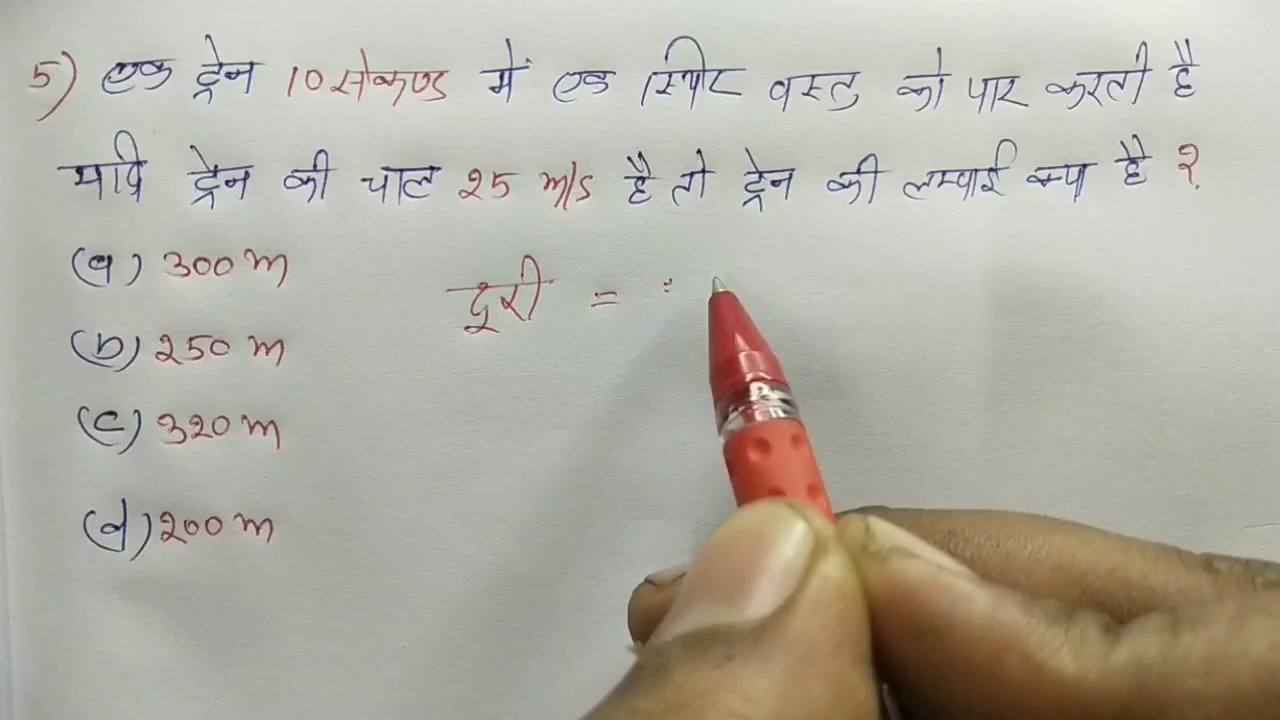 5) एक ट्रेन 10 सेकण्ड में एक स्थिर वस्तु को पार करती है
यदि ट्रेन की चाल 25 m/s है तो ट्रेन की लम्बाई क्या है ?
(a) 300 m
(b) 250 m
(c) 320 m
(d) 200 m
दूरी =